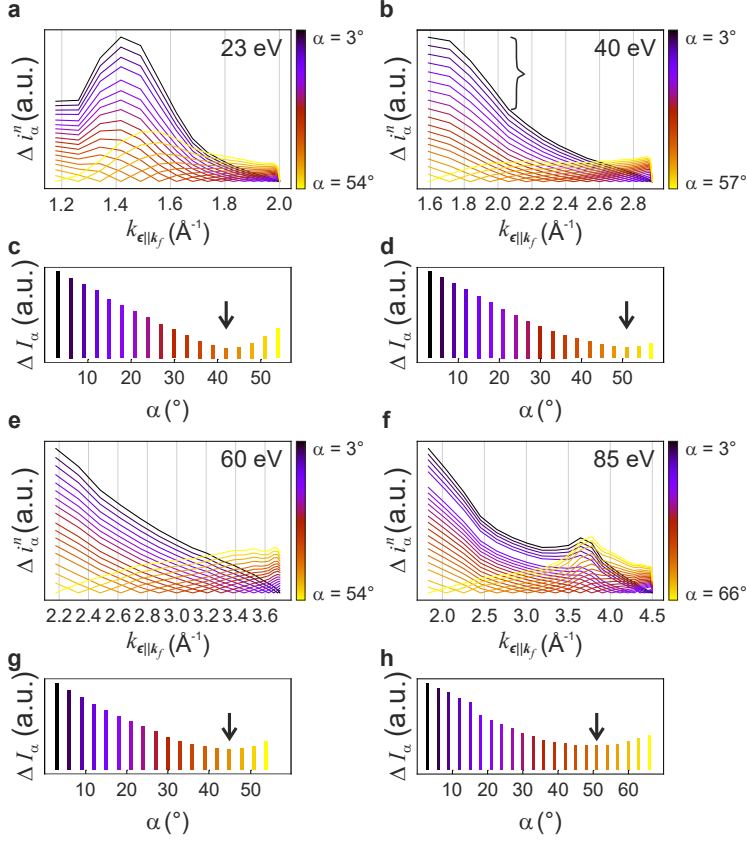 a
23 eV
Δ iₐⁿ (a.u.)
α = 3°
α = 54°
1.2 1.4 1.6 1.8 2.0
k_ϵ||k_f (Å⁻¹)
b
40 eV
Δ i_αⁿ (a.u.)
α = 3°
α = 57°
1.6 1.8 2.0 2.2 2.4 2.6 2.8
k_ϵ||k_f (Å⁻¹)
c
Δ I_α (a.u.)
10 20 30 40 50
α (°)
d
Δ I_α (a.u.)
10 20 30 40 50
α (°)
e
60 eV
Δ i_αⁿ (a.u.)
α = 3°
α = 54°
2.2 2.4 2.6 2.8 3.0 3.2 3.4 3.6
k_ϵ||k_f (Å⁻¹)
f
85 eV
Δ i_αⁿ (a.u.)
α = 3°
α = 66°
2.0 2.5 3.0 3.5 4.0 4.5
k_ϵ||k_f (Å⁻¹)
g
Δ I_α (a.u.)
10 20 30 40 50
α (°)
h
Δ I_α (a.u.)
10 20 30 40 50 60
α (°)